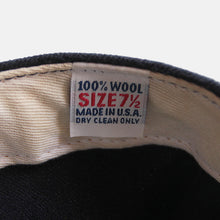 100% WOOL
SIZE 7½
MADE IN U.S.A.
DRY CLEAN ONLY